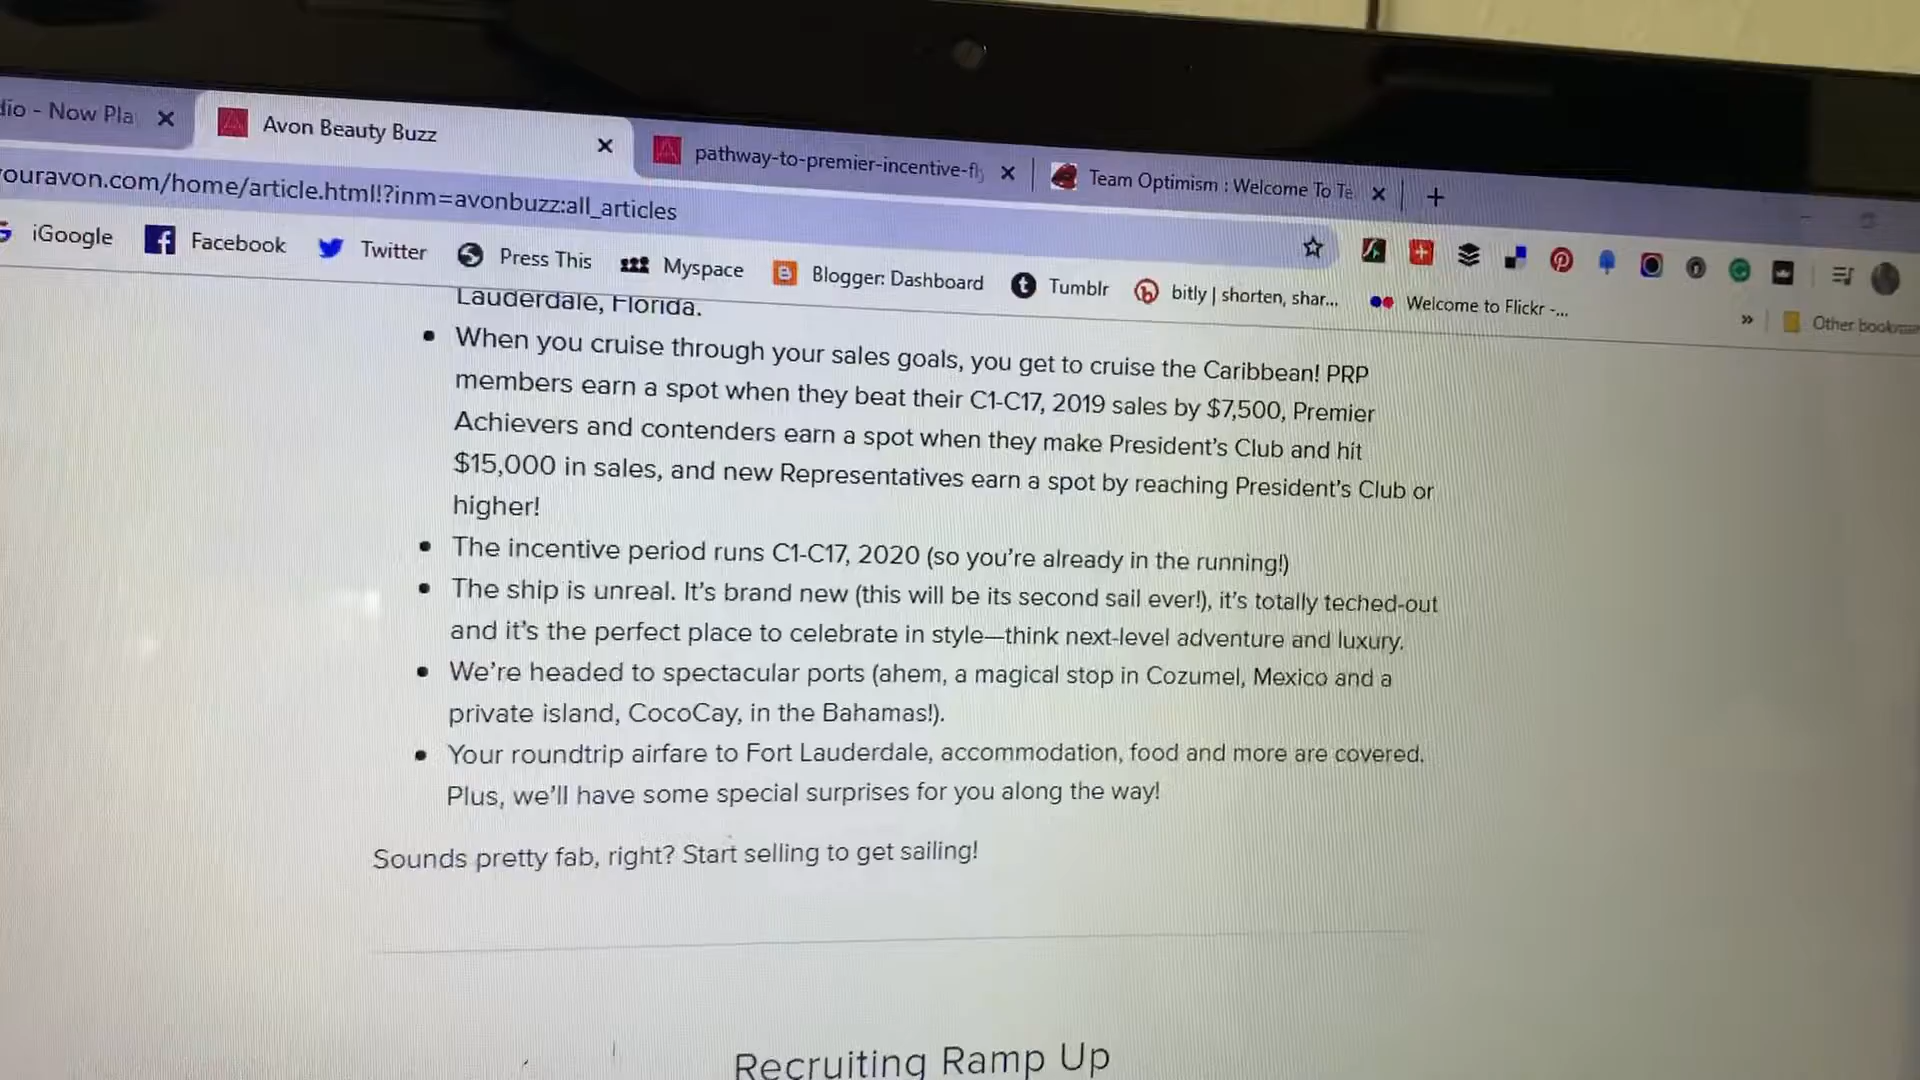 dio - Now Pla
Avon Beauty Buzz
pathway-to-premier-incentive-fl
Team Optimism : Welcome To Te
youravon.com/home/article.html!?inm=avonbuzz:all_articles
iGoogle
Facebook
Twitter
Press This
Myspace
Blogger: Dashboard
Tumblr
bitly | shorten, shar...
Welcome to Flickr -...
» Other bookma
Lauderdale, Florida.
• When you cruise through your sales goals, you get to cruise the Caribbean! PRP
members earn a spot when they beat their C1-C17, 2019 sales by $7,500, Premier
Achievers and contenders earn a spot when they make President's Club and hit
$15,000 in sales, and new Representatives earn a spot by reaching President's Club or
higher!
• The incentive period runs C1-C17, 2020 (so you're already in the running!)
• The ship is unreal. It's brand new (this will be its second sail ever!), it's totally teched-out
and it's the perfect place to celebrate in style—think next-level adventure and luxury.
• We're headed to spectacular ports (ahem, a magical stop in Cozumel, Mexico and a
private island, CocoCay, in the Bahamas!).
• Your roundtrip airfare to Fort Lauderdale, accommodation, food and more are covered.
Plus, we'll have some special surprises for you along the way!
Sounds pretty fab, right? Start selling to get sailing!
Recruiting Ramp Up